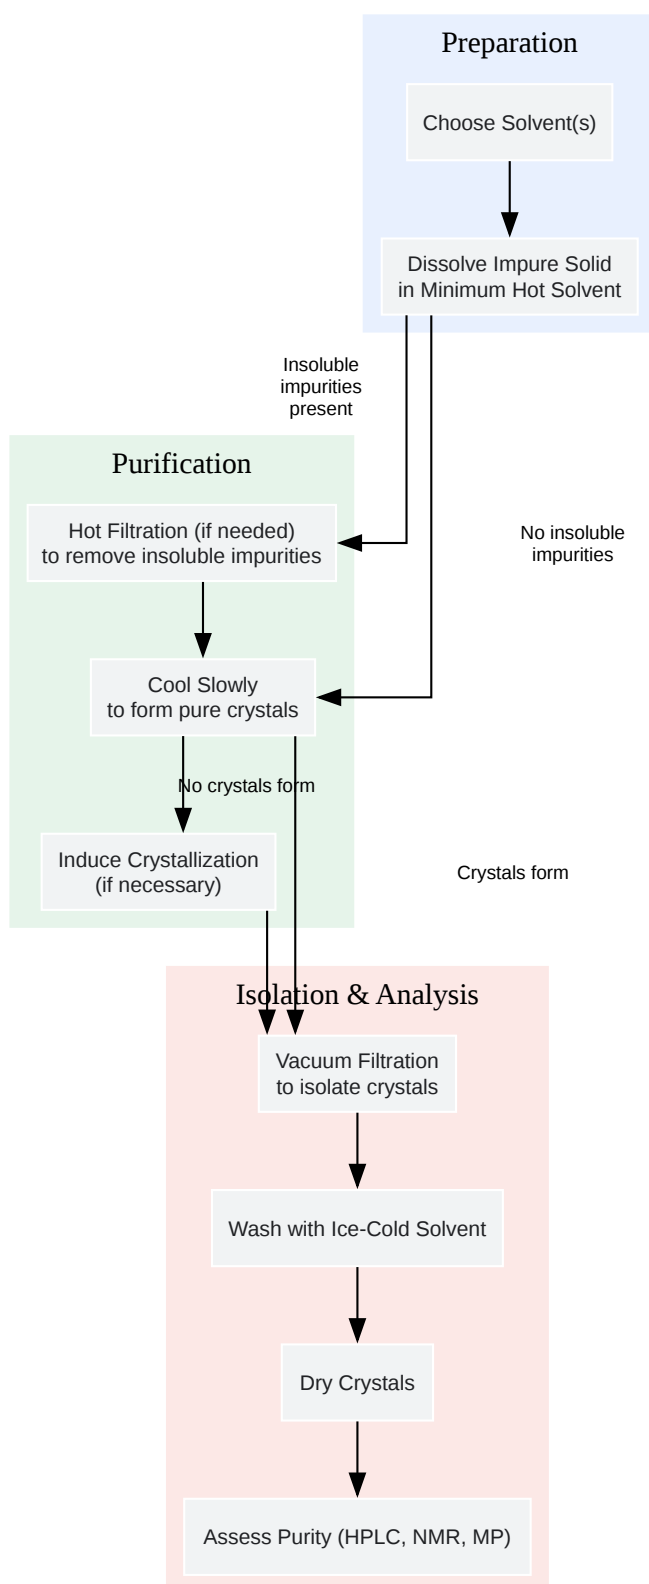 Preparation
Choose Solvent(s)
Dissolve Impure Solid
in Minimum Hot Solvent
Insoluble
impurities
present
Purification
Hot Filtration (if needed)
to remove insoluble impurities
No insoluble
impurities
Cool Slowly
to form pure crystals
No crystals form
Induce Crystallization
(if necessary)
Crystals form
Isolation & Analysis
Vacuum Filtration
to isolate crystals
Wash with Ice-Cold Solvent
Dry Crystals
Assess Purity (HPLC, NMR, MP)